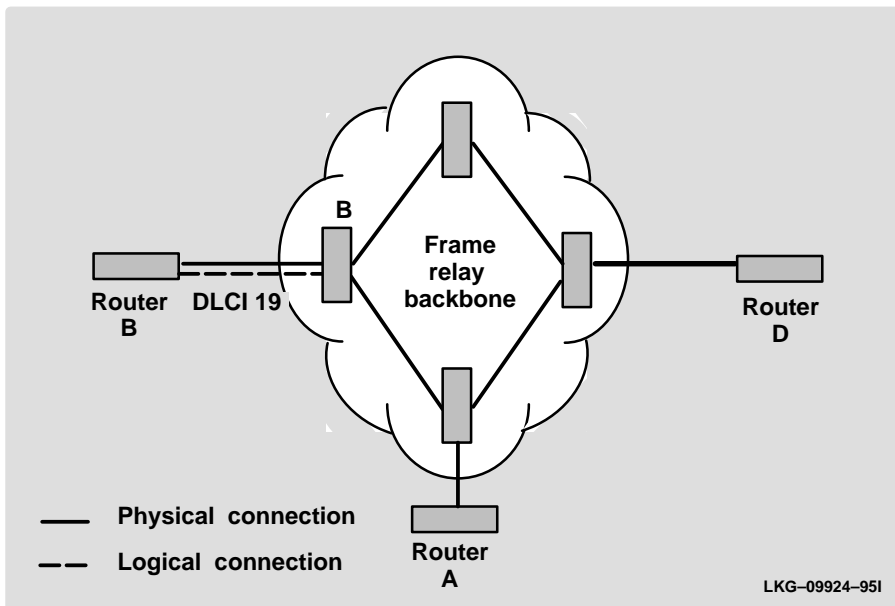 B
Frame
relay
backbone
Router
B
DLCI 19
Router
D
Router
A
Physical connection
Logical connection
LKG–09924–95I